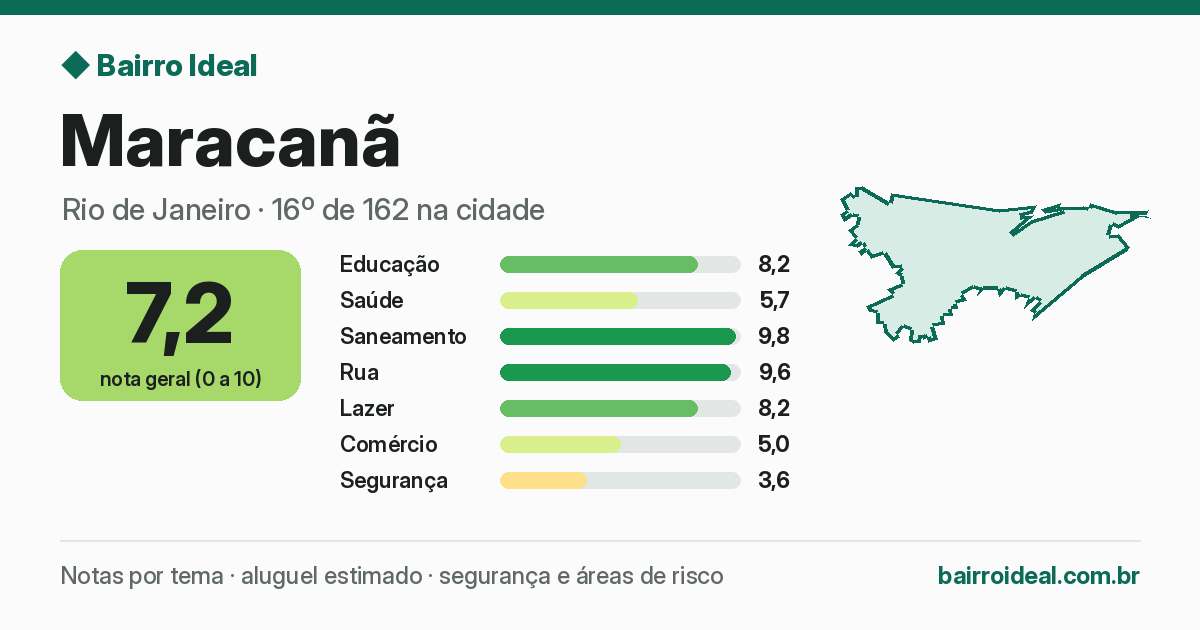 Bairro Ideal
Maracanã
Rio de Janeiro · 16º de 162 na cidade
7,2
nota geral (0 a 10)
Educação 8,2
Saúde 5,7
Saneamento 9,8
Rua 9,6
Lazer 8,2
Comércio 5,0
Segurança 3,6
Notas por tema · aluguel estimado · segurança e áreas de risco
bairroideal.com.br